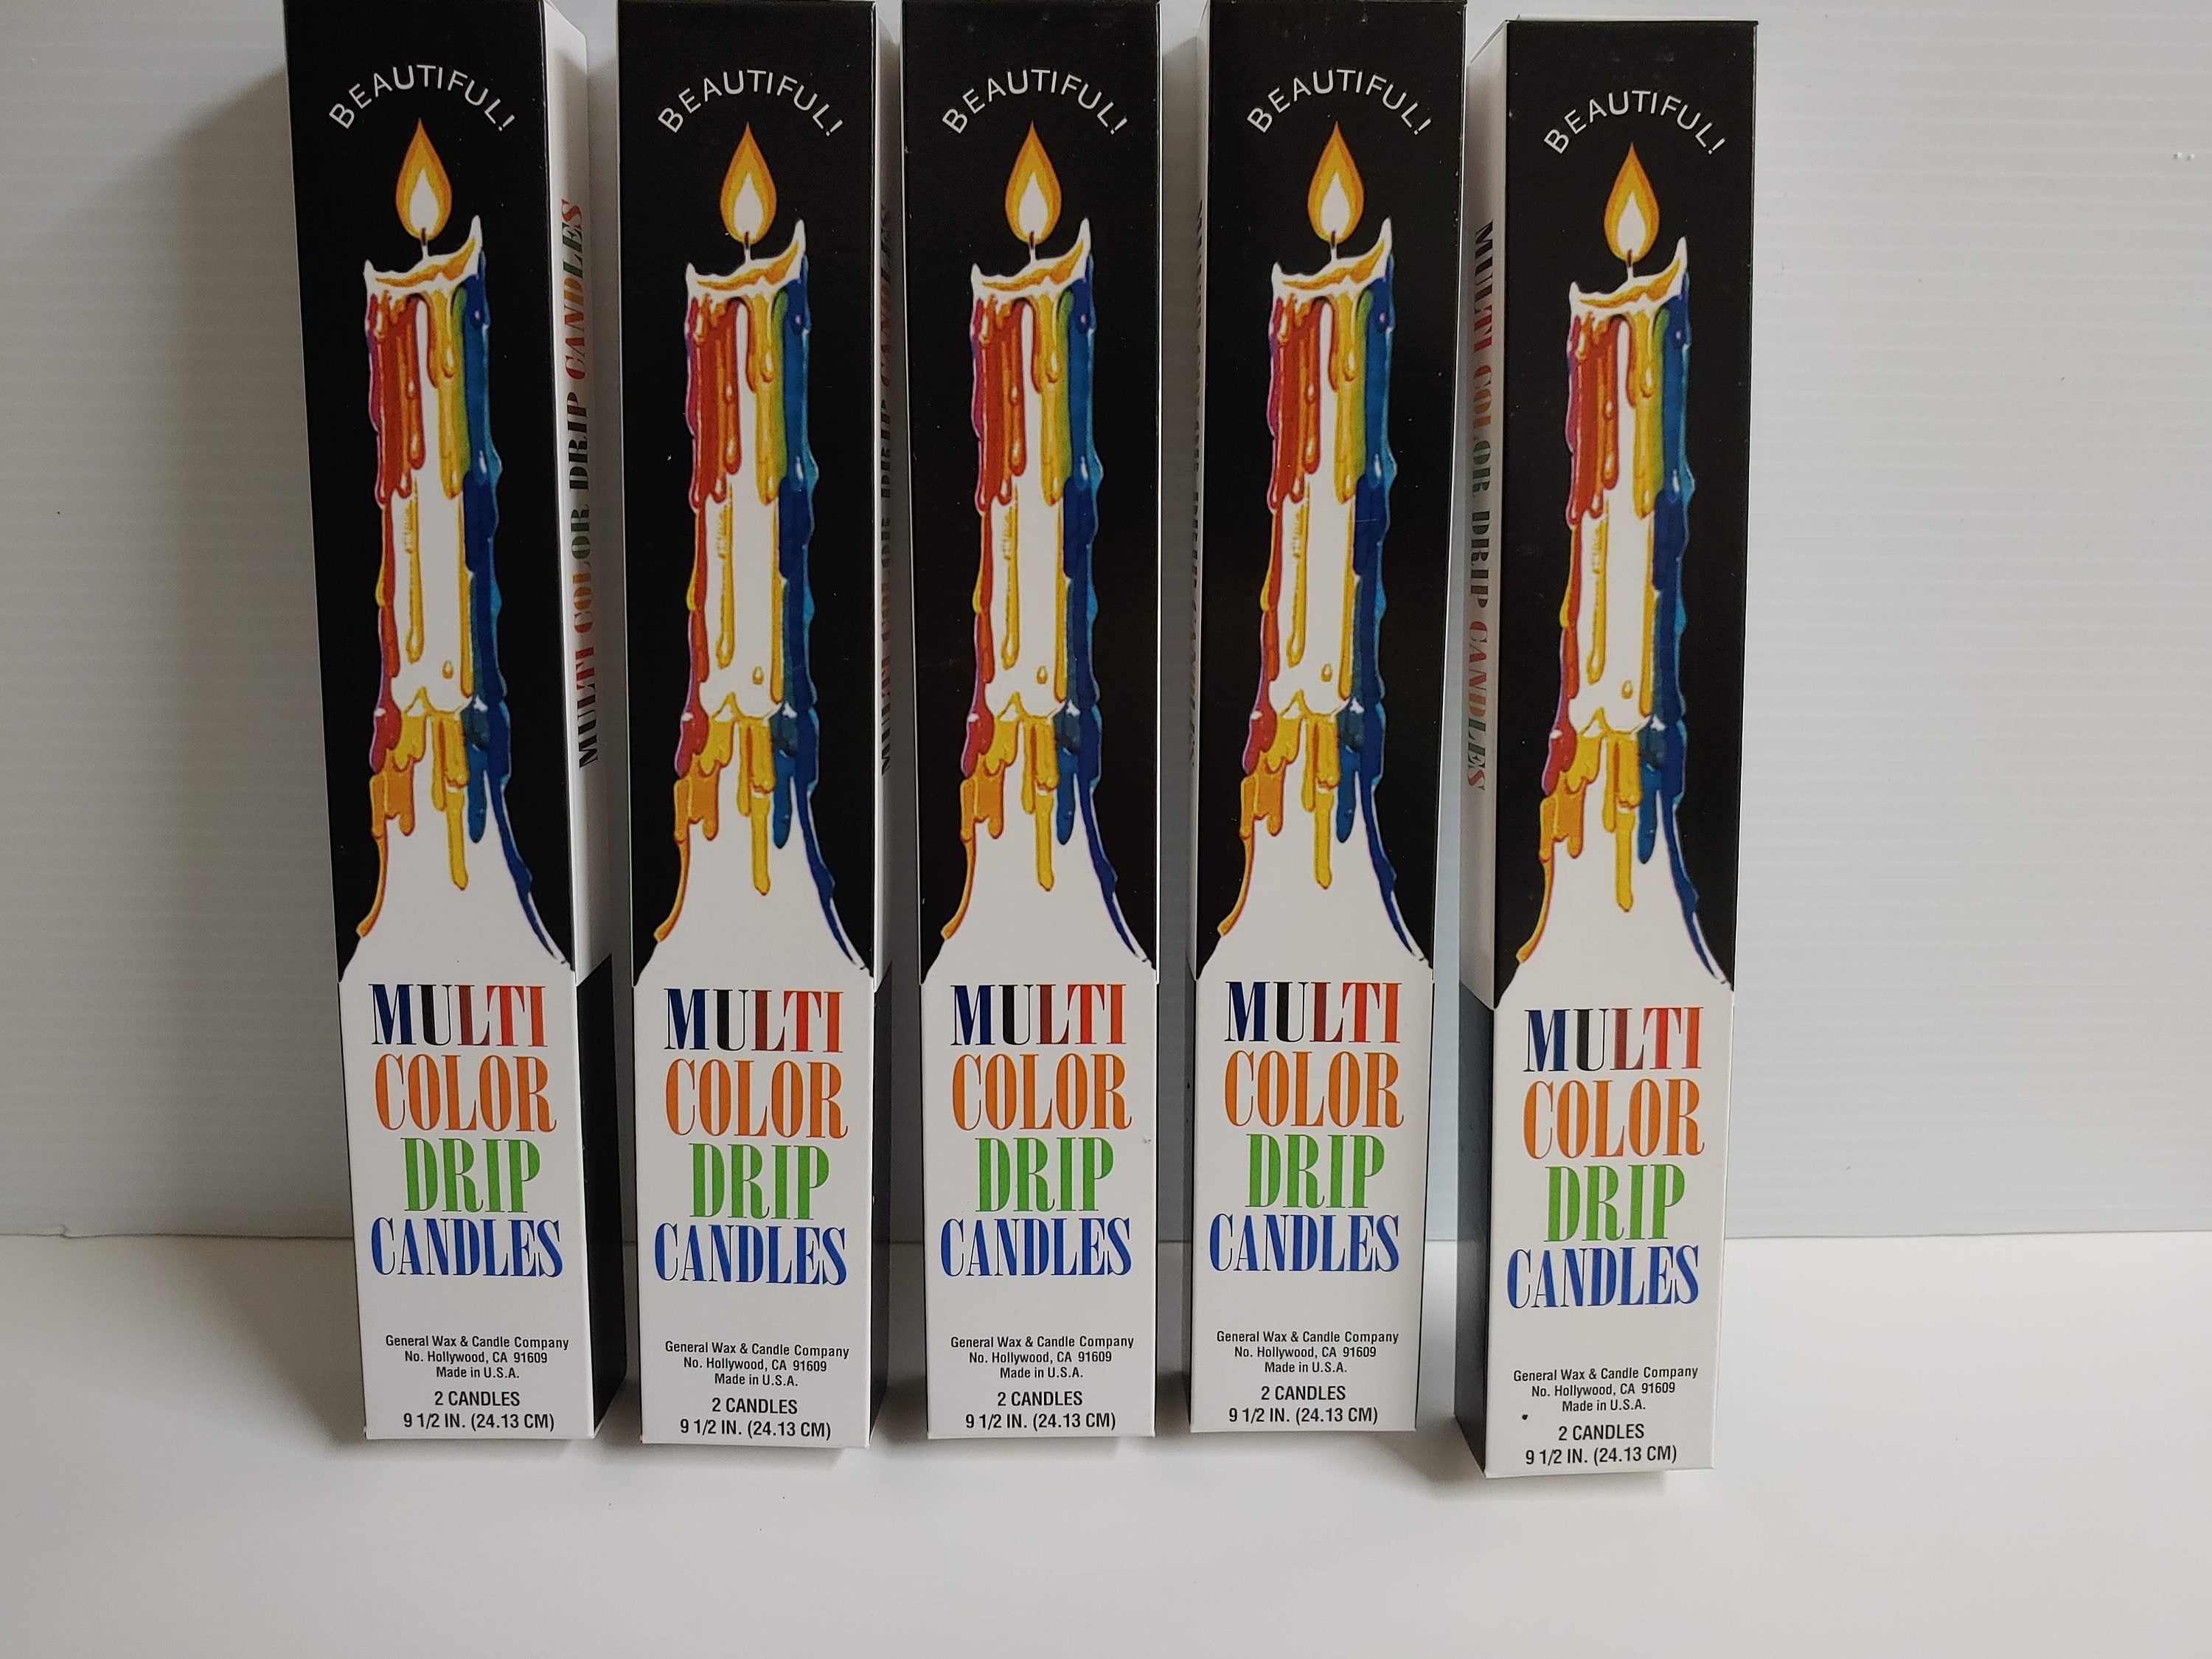 BEAUTIFUL!
MULTI
COLOR
DRIP
CANDLES
General Wax & Candle Company
No. Hollywood, CA 91609
Made in U.S.A.
2 CANDLES
9 1/2 IN. (24.13 CM)
MULTI COLOR DRIP CANDLES
BEAUTIFUL!
MULTI
COLOR
DRIP
CANDLES
General Wax & Candle Company
No. Hollywood, CA 91609
Made in U.S.A.
2 CANDLES
9 1/2 IN. (24.13 CM)
MULTI COLOR DRIP CANDLES
BEAUTIFUL!
MULTI
COLOR
DRIP
CANDLES
General Wax & Candle Company
No. Hollywood, CA 91609
Made in U.S.A.
2 CANDLES
9 1/2 IN. (24.13 CM)
BEAUTIFUL!
MULTI
COLOR
DRIP
CANDLES
General Wax & Candle Company
No. Hollywood, CA 91609
Made in U.S.A.
2 CANDLES
9 1/2 IN. (24.13 CM)
MULTI COLOR DRIP CANDLES
BEAUTIFUL!
MULTI
COLOR
DRIP
CANDLES
General Wax & Candle Company
No. Hollywood, CA 91609
Made in U.S.A.
2 CANDLES
9 1/2 IN. (24.13 CM)